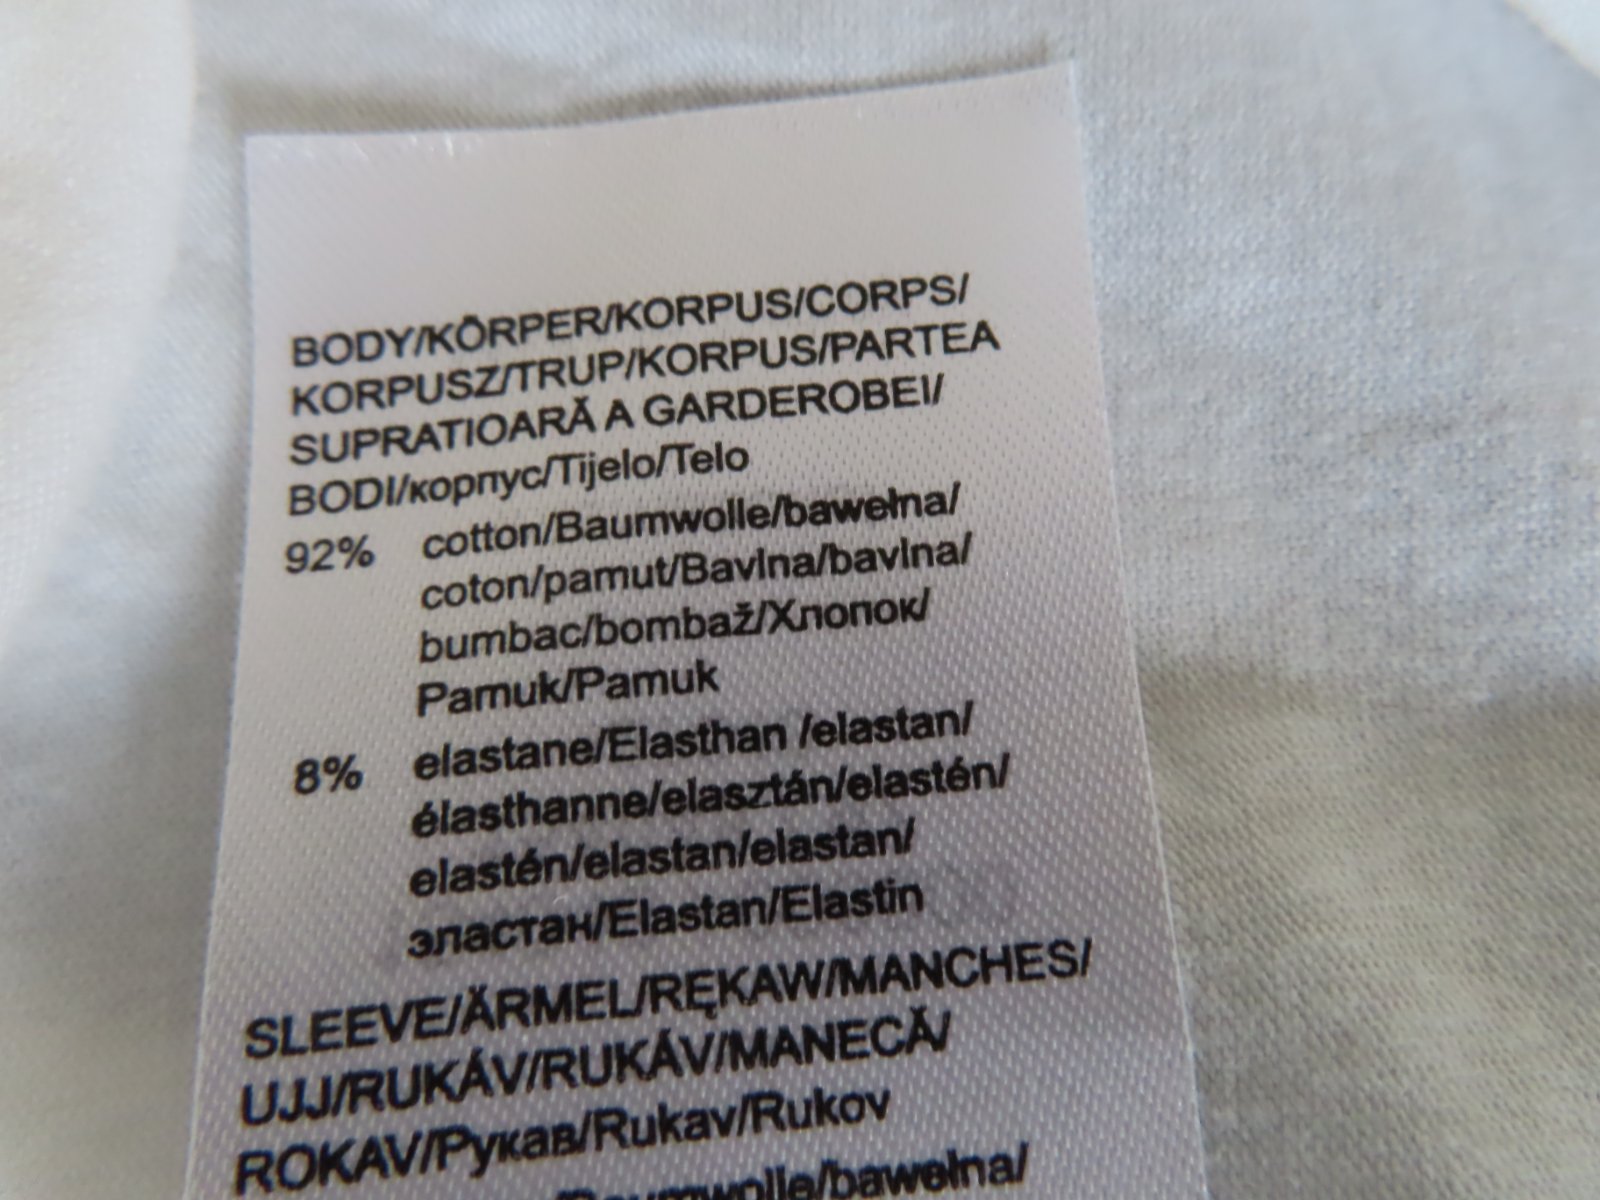 BODY/KÖRPER/KORPUS/CORPS/
KORPUSZ/TRUP/KORPUS/PARTEA
SUPRATIOARĂ A GARDEROBEI/
BODI/корпус/Tijelo/Telo
92% cotton/Baumwolle/bawełna/
coton/pamut/Bavlna/bavlna/
bumbac/bombaž/Хлопок/
Pamuk/Pamuk
8% elastane/Elasthan /elastan/
élasthanne/elasztán/elastén/
elastén/elastan/elastan/
эластан/Elastan/Elastin
SLEEVE/ÄRMEL/RĘKAW/MANCHES/
UJJ/RUKÁV/RUKÁV/MANECĂ/
ROKAV/Рукав/Rukav/Rukov
/Baumwolle/bawełna/